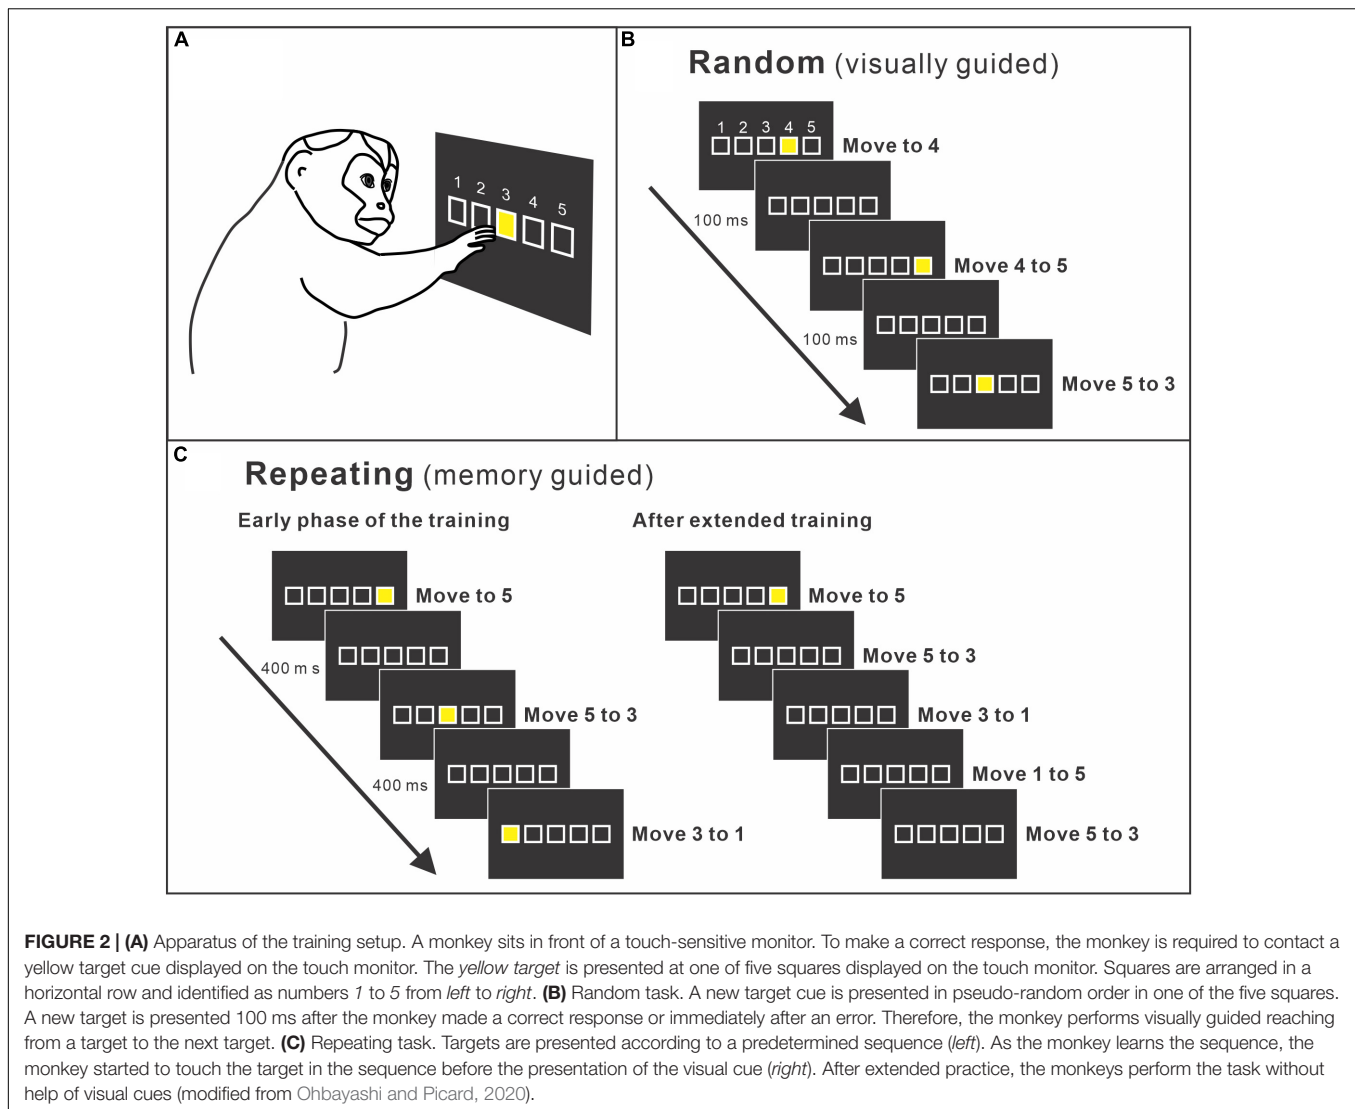 A
1 2 3 4 5
B
Random (visually guided)
1 2 3 4 5
Move to 4
100 ms
Move 4 to 5
100 ms
Move 5 to 3
C
Repeating (memory guided)
Early phase of the training
Move to 5
400 m s
Move 5 to 3
400 ms
Move 3 to 1
After extended training
Move to 5
Move 5 to 3
Move 3 to 1
Move 1 to 5
Move 5 to 3
FIGURE 2 | (A) Apparatus of the training setup. A monkey sits in front of a touch-sensitive monitor. To make a correct response, the monkey is required to contact a
yellow target cue displayed on the touch monitor. The yellow target is presented at one of five squares displayed on the touch monitor. Squares are arranged in a
horizontal row and identified as numbers 1 to 5 from left to right. (B) Random task. A new target cue is presented in pseudo-random order in one of the five squares.
A new target is presented 100 ms after the monkey made a correct response or immediately after an error. Therefore, the monkey performs visually guided reaching
from a target to the next target. (C) Repeating task. Targets are presented according to a predetermined sequence (left). As the monkey learns the sequence, the
monkey started to touch the target in the sequence before the presentation of the visual cue (right). After extended practice, the monkeys perform the task without
help of visual cues (modified from Ohbayashi and Picard, 2020).